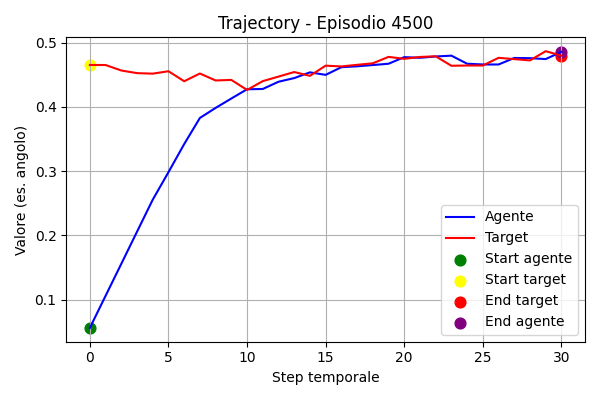 Trajectory - Episodio 4500
Valore (es. angolo)
0.5
0.4
0.3
0.2
0.1
0 5 10 15 20 25 30
Step temporale
Agente
Target
Start agente
Start target
End target
End agente